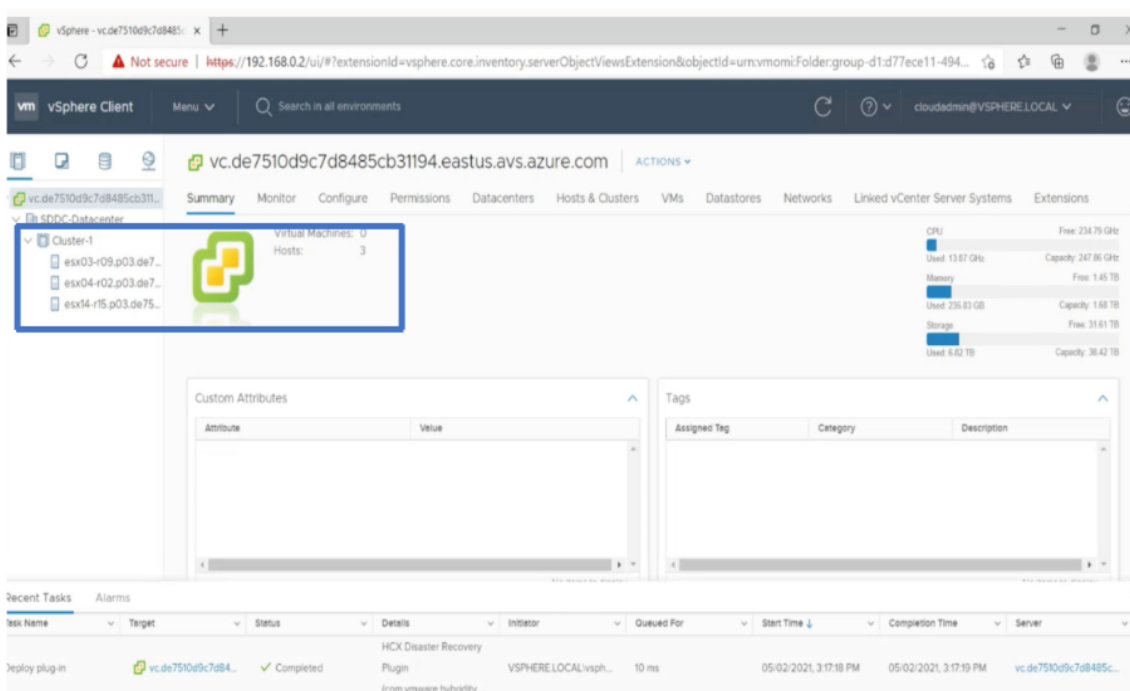 vSphere - vc.de7510d9c7d8485c
Not secure | https://192.168.0.2/ui/#?extensionId=vsphere.core.inventory.serverObjectViewsExtension&objectId=urn:vmomi:Folder:group-d1:d77ece11-494...
vm vSphere Client Menu Search in all environments cloudadmin@VSPHERE.LOCAL
vc.de7510d9c7d8485cb31194.eastus.avs.azure.com ACTIONS
vc.de7510d9c7d8485cb311...
Summary Monitor Configure Permissions Datacenters Hosts & Clusters VMs Datastores Networks Linked vCenter Server Systems Extensions
SDDC-Datacenter
Cluster-1
esx03-r09.p03.de7...
esx04-r02.p03.de7...
esx14-r15.p03.de75...
Virtual Machines: 0
Hosts: 3
CPU Free: 234.79 GHz
Used: 13.07 GHz Capacity: 247.86 GHz
Memory Free: 1.45 TB
Used: 235.83 GB Capacity: 1.68 TB
Storage Free: 31.61 TB
Used: 6.82 TB Capacity: 38.42 TB
Custom Attributes
Attribute Value
Tags
Assigned Tag Category Description
Recent Tasks Alarms
Task Name Target Status Details Initiator Queued For Start Time Completion Time Server
HCX Disaster Recovery
Deploy plug-in vc.de7510d9c7d84... Completed Plugin VSPHERE.LOCAL\vsph... 10 ms 05/02/2021, 3:17:18 PM 05/02/2021, 3:17:19 PM vc.de7510d9c7d8485c...
(com.vmware.hybridity...